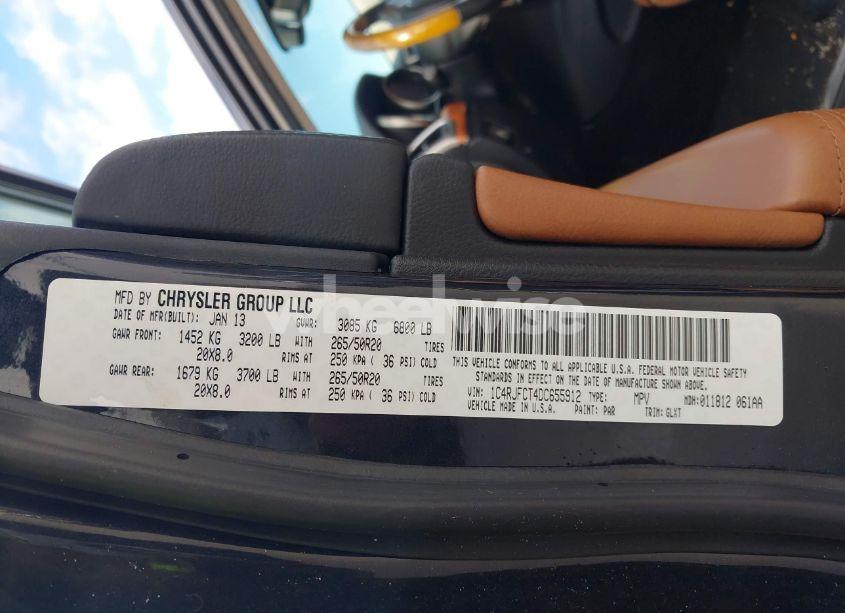 MFD BY CHRYSLER GROUP LLC
DATE OF MFR(BUILT): JAN 13 GVWR: 3085 KG 6800 LB
GAWR FRONT: 1452 KG 3200 LB WITH 265/50R20 TIRES
20X8.0 RIMS AT 250 KPA ( 36 PSI) COLD
GAWR REAR: 1679 KG 3700 LB WITH 265/50R20 TIRES
20X8.0 RIMS AT 250 KPA ( 36 PSI) COLD
THIS VEHICLE CONFORMS TO ALL APPLICABLE U.S.A. FEDERAL MOTOR VEHICLE SAFETY
STANDARDS IN EFFECT ON THE DATE OF MANUFACTURE SHOWN ABOVE.
VIN: 1C4RJFCT4DC655912 TYPE: MPV MDH:011812 061AA
VEHICLE MADE IN U.S.A. PAINT: PAR TRIM: GLXT
wheelwise